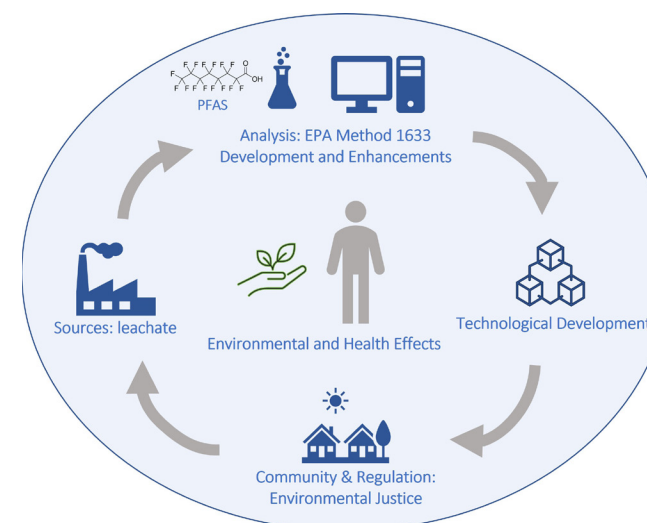 F F F F F F
F
O
OH
F F F F F F F F
PFAS
Analysis: EPA Method 1633
Development and Enhancements
Sources: leachate
Environmental and Health Effects
Technological Development
Community & Regulation:
Environmental Justice